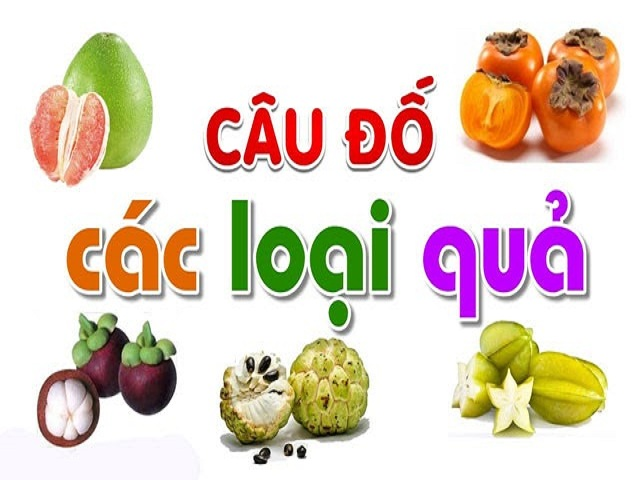 CÂU ĐỐ
các loại quả